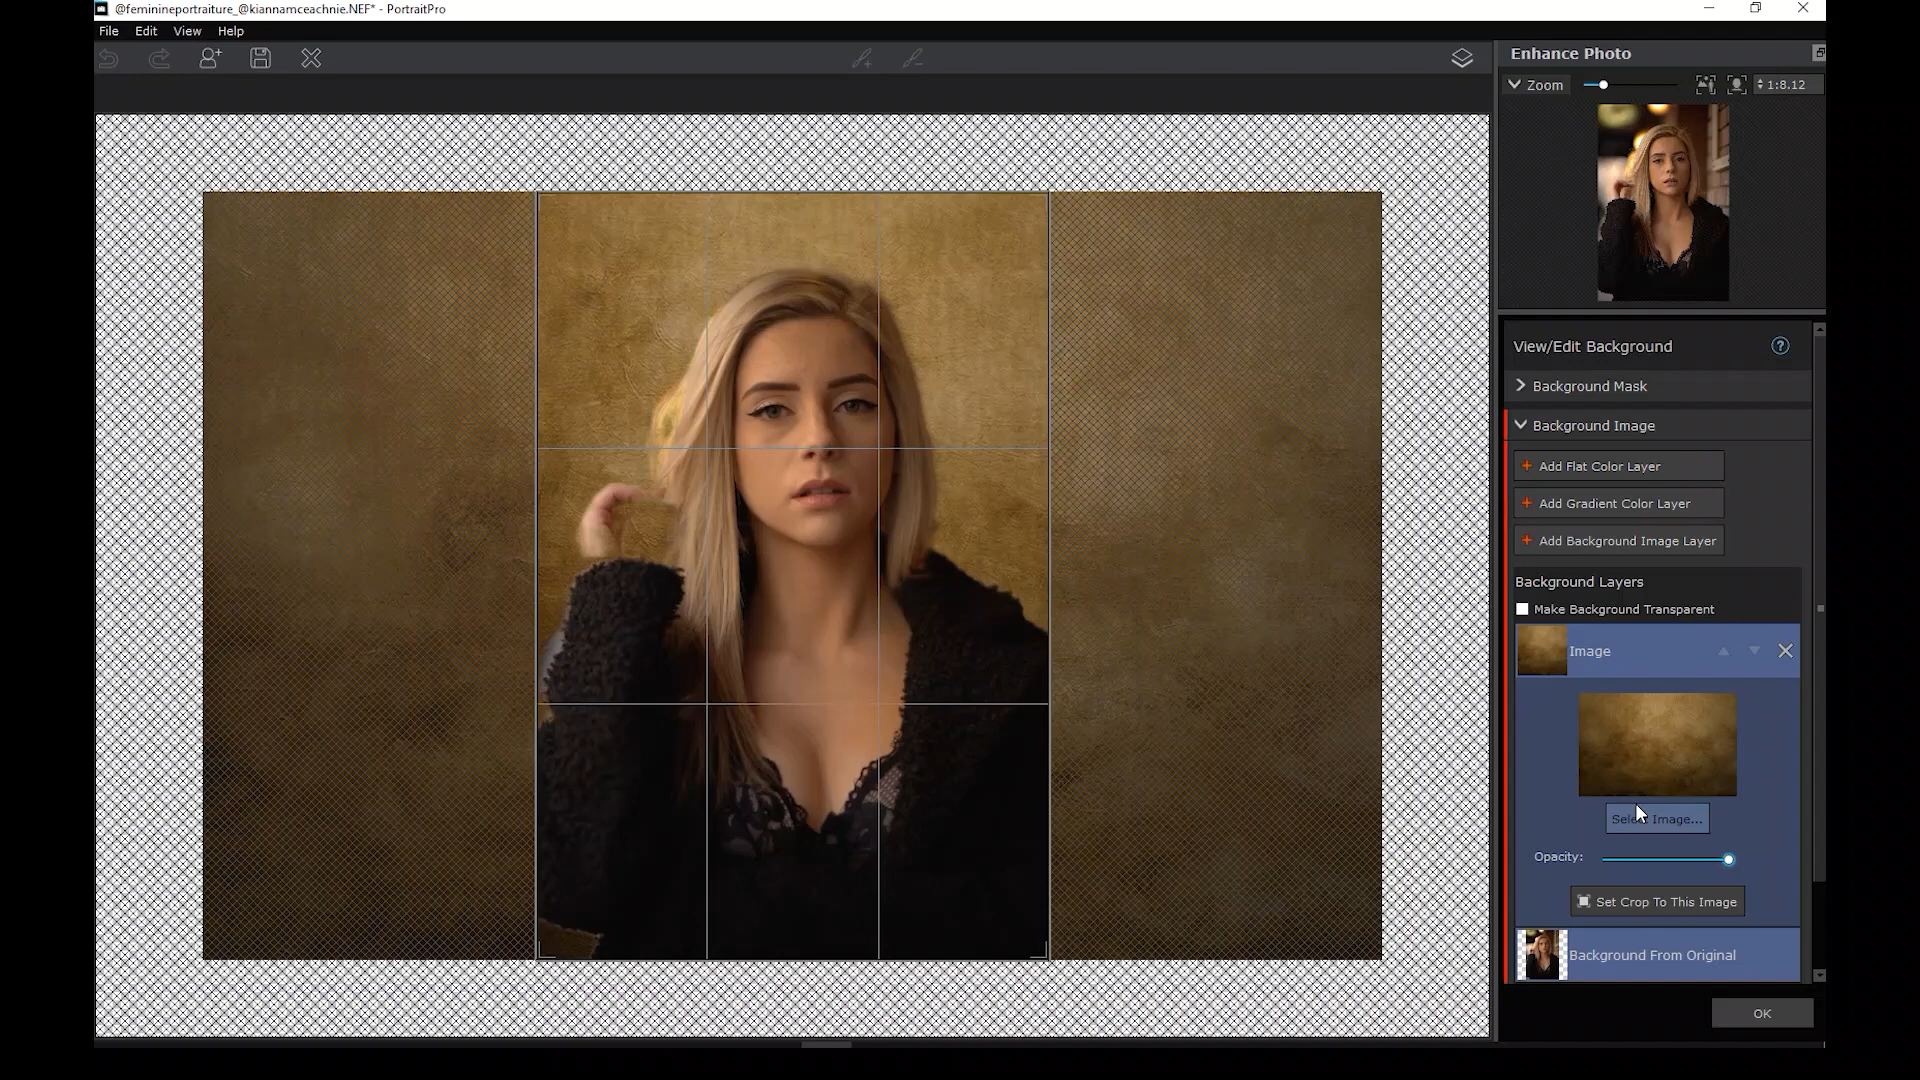 @feminineportraiture_@kiannamceachnie.NEF* - PortraitPro
File Edit View Help
Enhance Photo
Zoom 1:8.12
View/Edit Background ?
Background Mask
Background Image
+ Add Flat Color Layer
+ Add Gradient Color Layer
+ Add Background Image Layer
Background Layers
Make Background Transparent
Image
Select Image...
Opacity:
Set Crop To This Image
Background From Original
OK